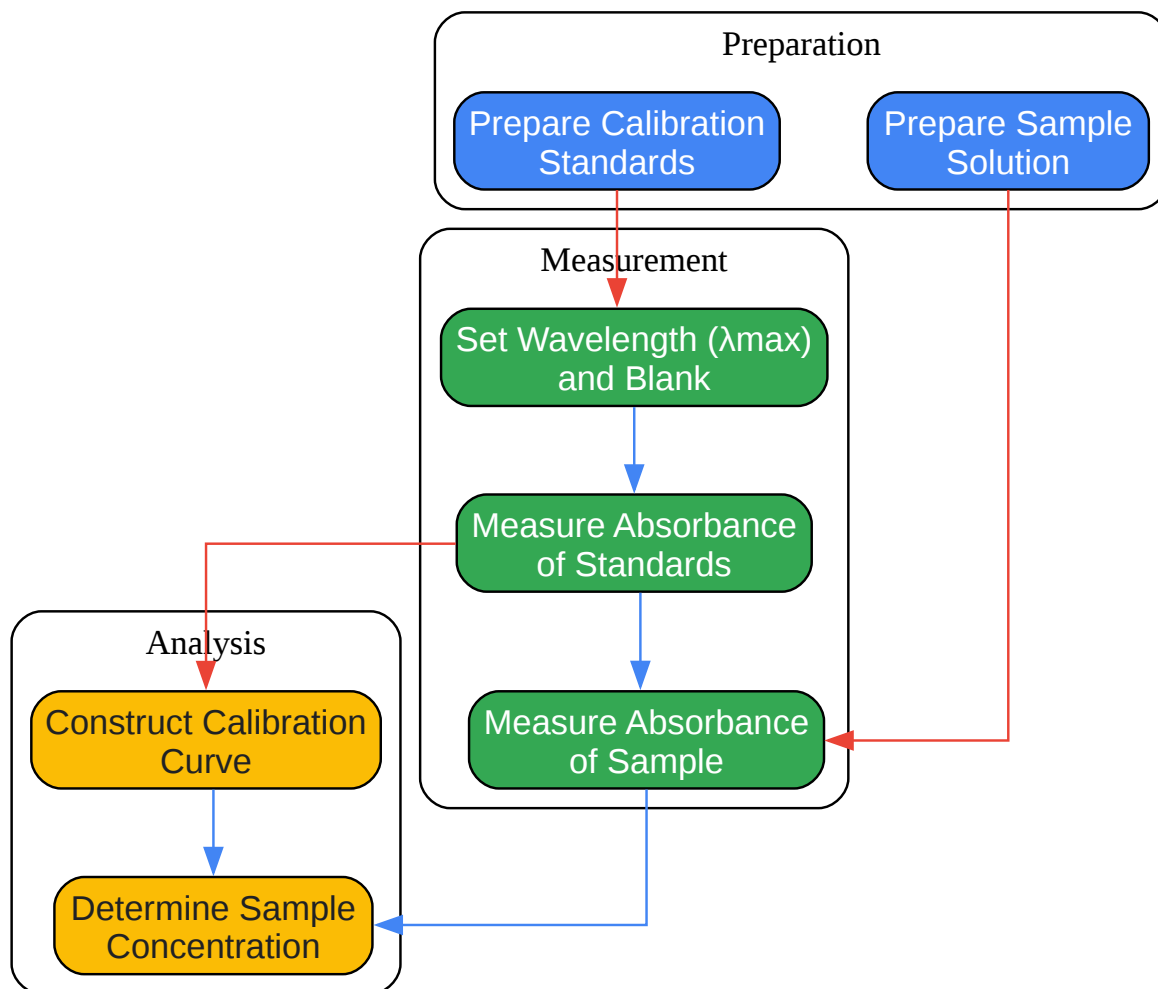 Preparation
Prepare Calibration
Standards
Prepare Sample
Solution
Measurement
Set Wavelength (λmax)
and Blank
Measure Absorbance
of Standards
Measure Absorbance
of Sample
Analysis
Construct Calibration
Curve
Determine Sample
Concentration